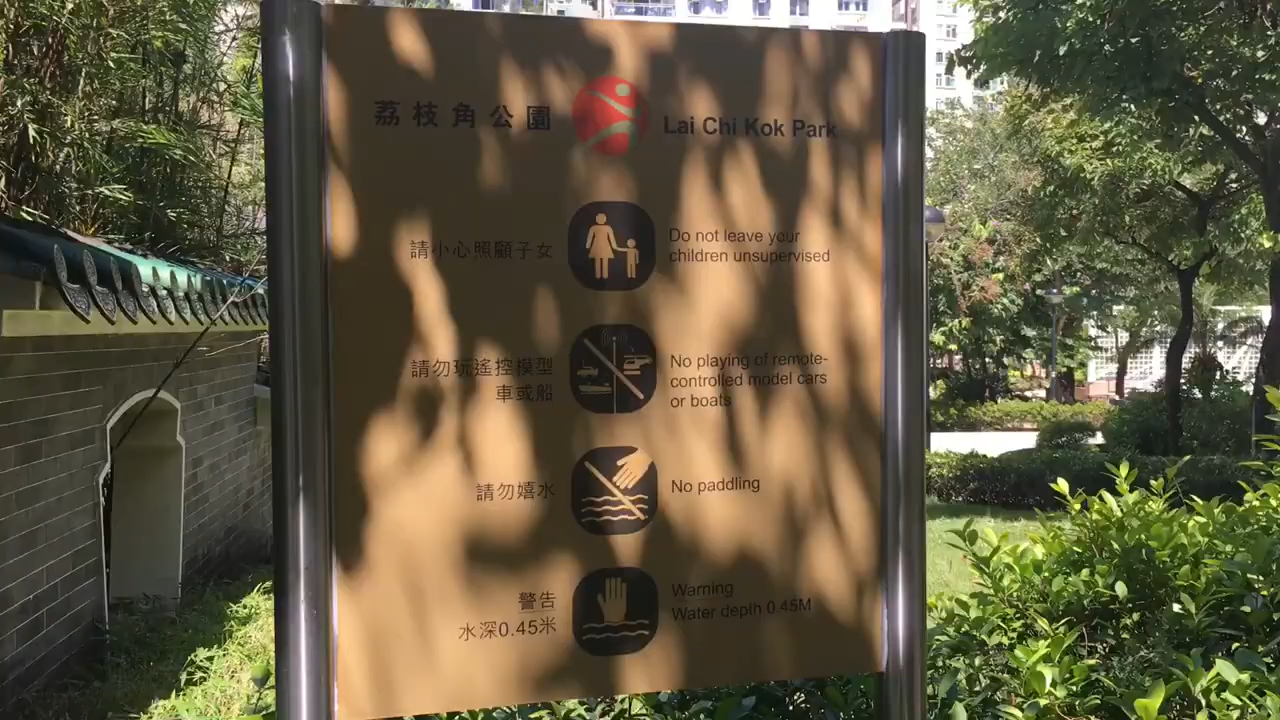 荔枝角公園
Lai Chi Kok Park
請小心照顧子女
Do not leave your
children unsupervised
請勿玩遙控模型
車或船
No playing of remote-
controlled model cars
or boats
請勿嬉水
No paddling
警告
水深0.45米
Warning
Water depth 0.45M